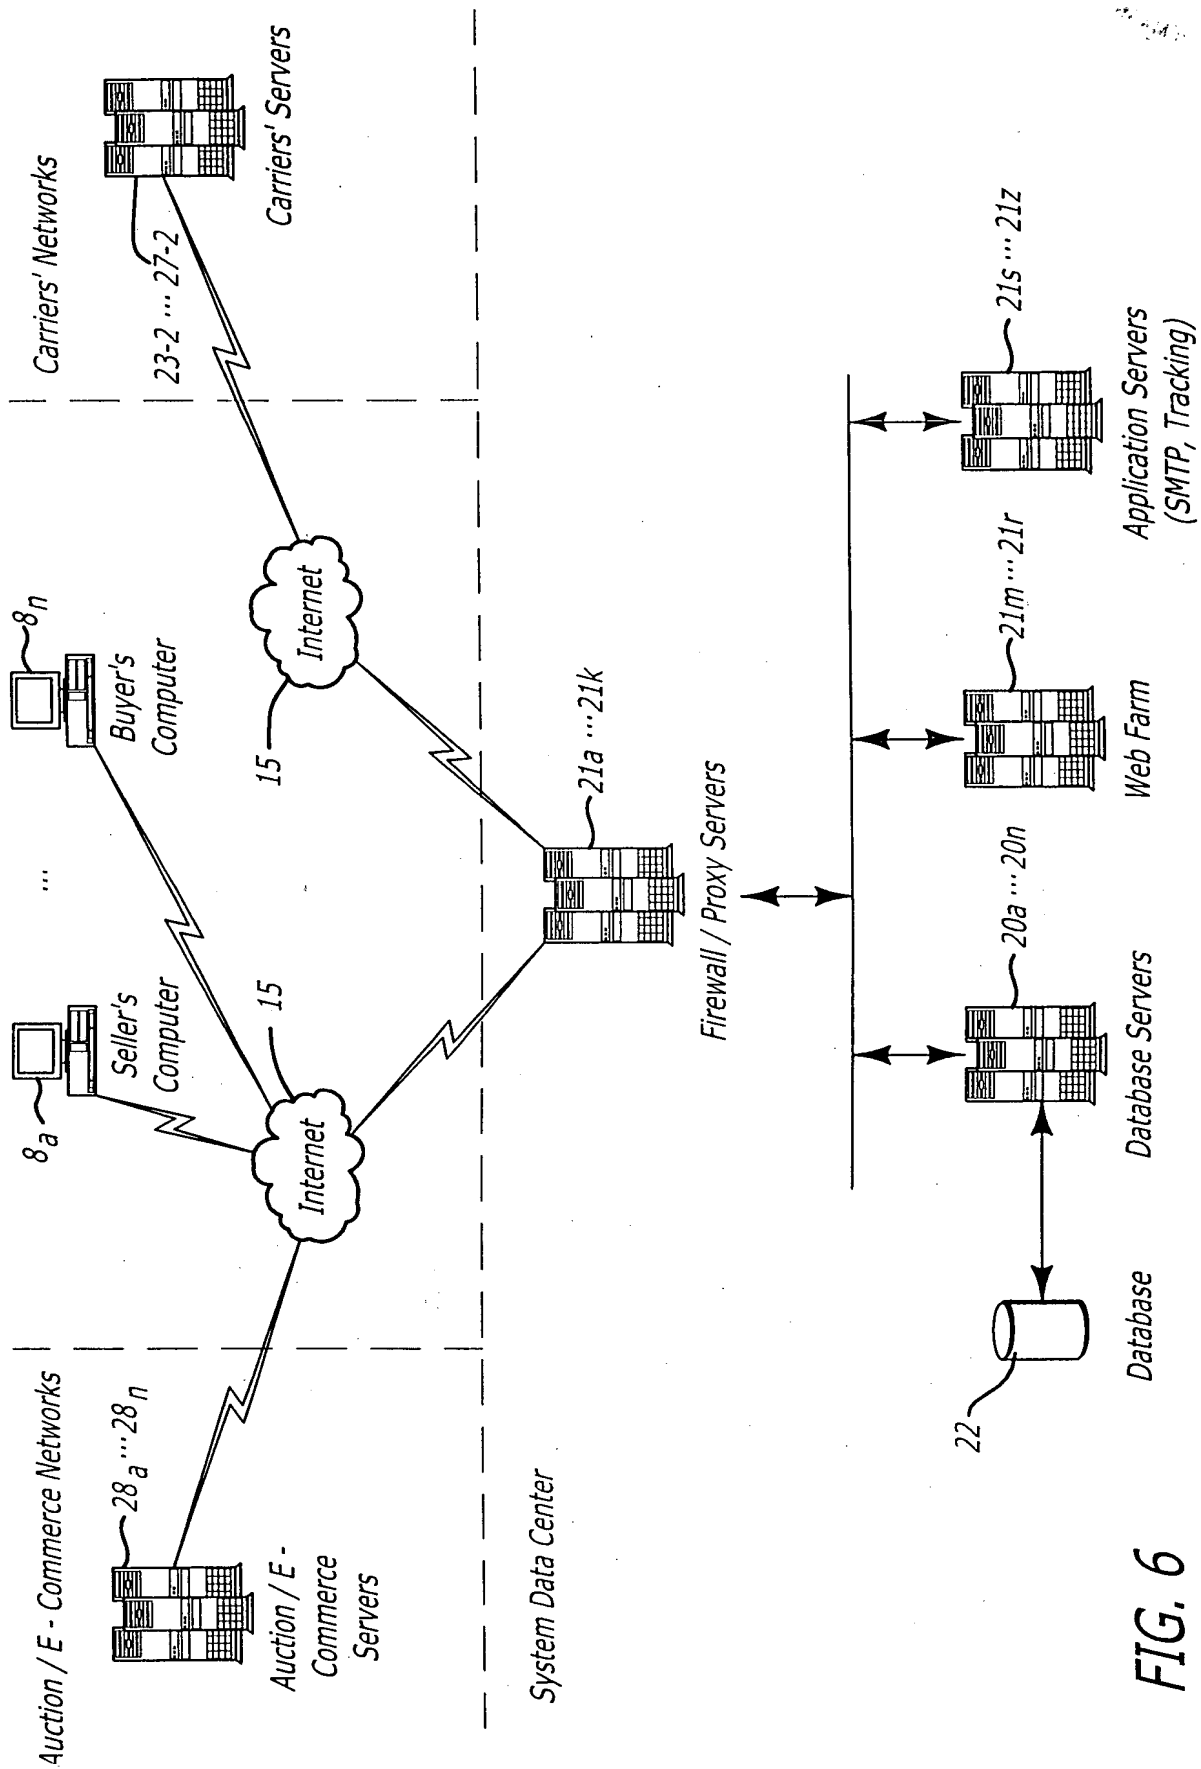 Auction / E - Commerce Networks
Carriers' Networks
8a
...
8n
Seller's
Computer
Buyer's
Computer
28a ... 28n
23-2 ... 27-2
Auction / E -
Commerce
Servers
Carriers' Servers
15
Internet
15
Internet
System Data Center
21a ... 21k
Firewall / Proxy Servers
22
20a ... 20n
21m ... 21r
21s ... 21z
Database
Database Servers
Web Farm
Application Servers
(SMTP, Tracking)
FIG. 6